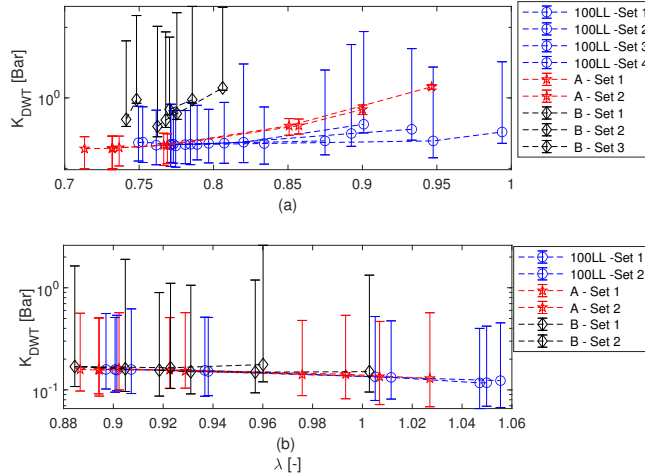 K_DWT [Bar]
10^0
0.7 0.75 0.8 0.85 0.9 0.95 1
(a)
100LL -Set 1
100LL -Set 2
100LL -Set 3
100LL -Set 4
A - Set 1
A - Set 2
B - Set 1
B - Set 2
B - Set 3
K_DWT [Bar]
10^0
10^-1
0.88 0.9 0.92 0.94 0.96 0.98 1 1.02 1.04 1.06
(b)
λ [-]
100LL -Set 1
100LL -Set 2
A - Set 1
A - Set 2
B - Set 1
B - Set 2